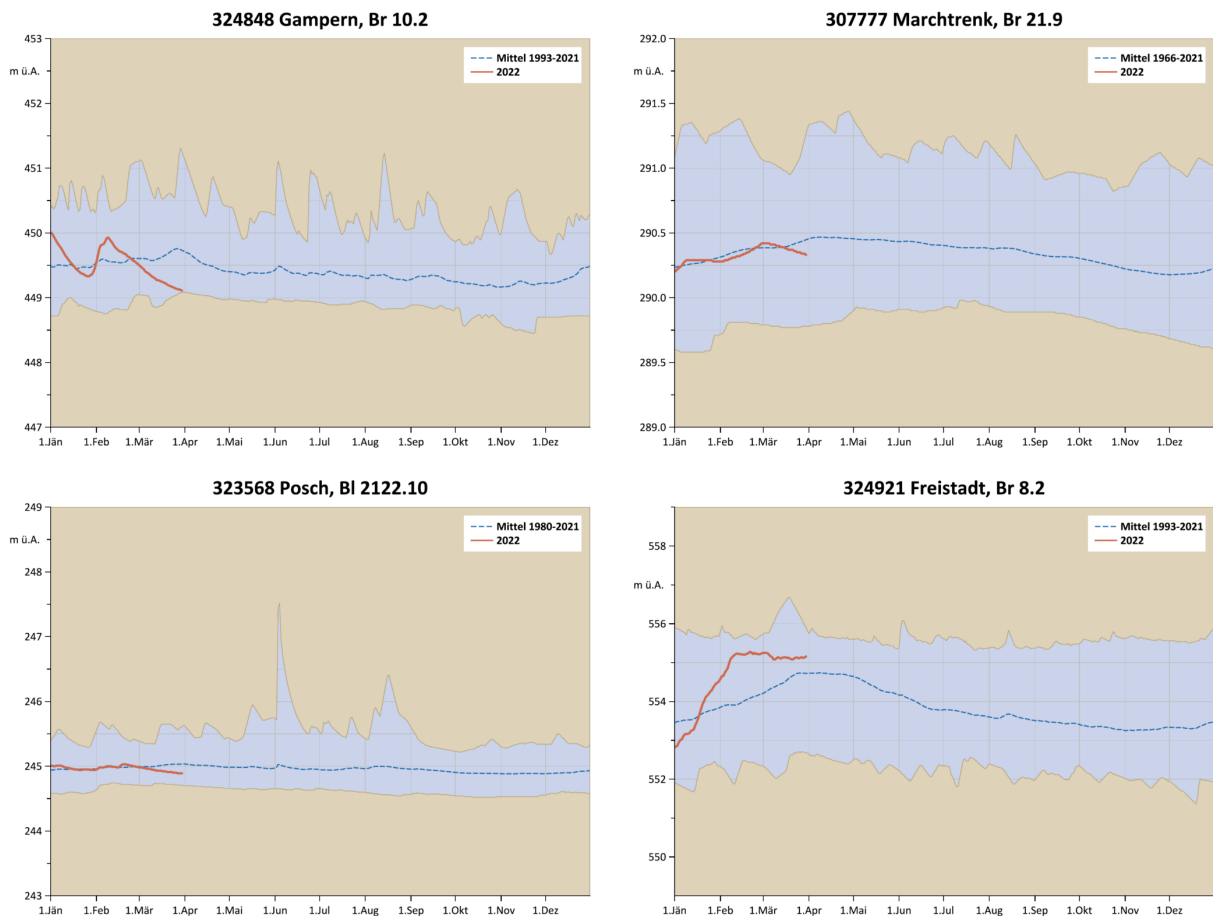 324848 Gampern, Br 10.2
453
m ü.A.
452
451
450
449
448
447
1.Jän 1.Feb 1.Mär 1.Apr 1.Mai 1.Jun 1.Jul 1.Aug 1.Sep 1.Okt 1.Nov 1.Dez
Mittel 1993-2021
2022
307777 Marchtrenk, Br 21.9
292.0
m ü.A.
291.5
291.0
290.5
290.0
289.5
289.0
1.Jän 1.Feb 1.Mär 1.Apr 1.Mai 1.Jun 1.Jul 1.Aug 1.Sep 1.Okt 1.Nov 1.Dez
Mittel 1966-2021
2022
323568 Posch, Bl 2122.10
249
m ü.A.
248
247
246
245
244
243
1.Jän 1.Feb 1.Mär 1.Apr 1.Mai 1.Jun 1.Jul 1.Aug 1.Sep 1.Okt 1.Nov 1.Dez
Mittel 1980-2021
2022
324921 Freistadt, Br 8.2
558
m ü.A.
556
554
552
550
1.Jän 1.Feb 1.Mär 1.Apr 1.Mai 1.Jun 1.Jul 1.Aug 1.Sep 1.Okt 1.Nov 1.Dez
Mittel 1993-2021
2022